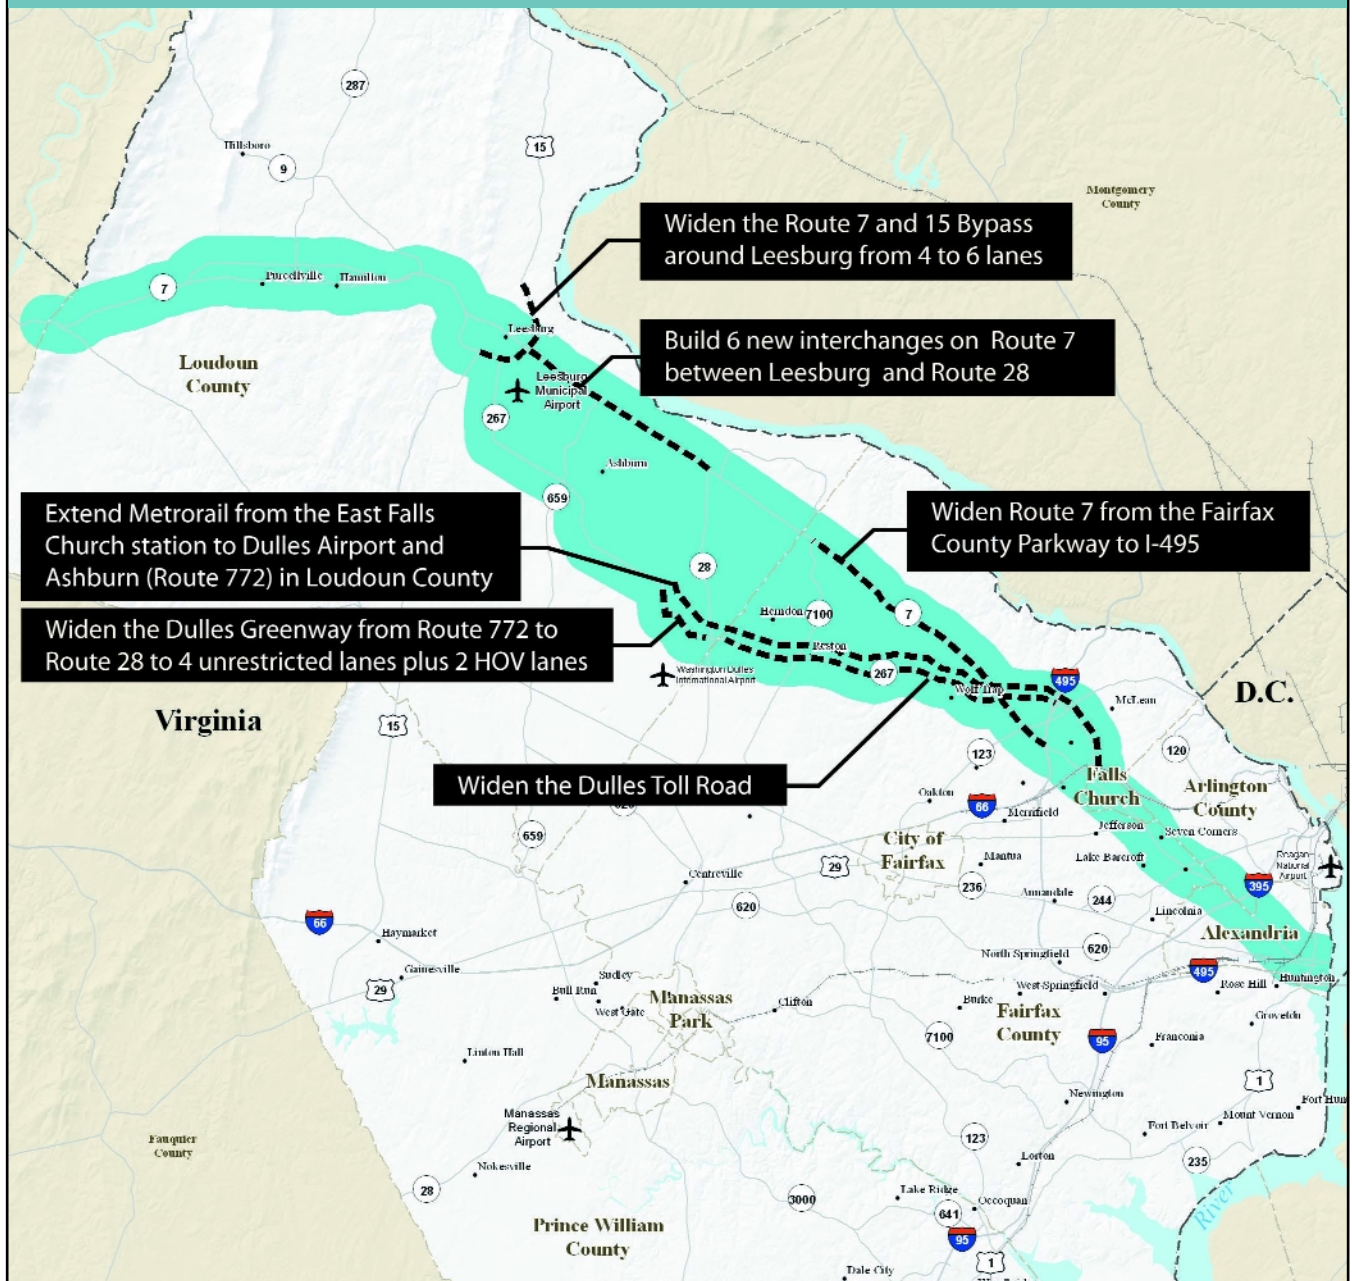 287
Hillsboro
9
15
Montgomery
County
Widen the Route 7 and 15 Bypass
around Leesburg from 4 to 6 lanes
7
Purcellville
Hamilton
Leesburg
Build 6 new interchanges on Route 7
between Leesburg and Route 28
Loudoun
County
Leesburg
Municipal
Airport
267
Ashburn
659
Extend Metrorail from the East Falls
Church station to Dulles Airport and
Ashburn (Route 772) in Loudoun County
Widen Route 7 from the Fairfax
County Parkway to I-495
28
Herndon
7100
7
Widen the Dulles Greenway from Route 772 to
Route 28 to 4 unrestricted lanes plus 2 HOV lanes
Reston
Washington Dulles
International Airport
267
495
Wolf Trap
McLean
D.C.
Virginia
15
123
120
Widen the Dulles Toll Road
Falls
Church
Arlington
County
Oakton
66
Merrifield
659
City of
Fairfax
Jefferson
Seven Corners
Mantua
Lake Barcroft
Reagan
National
Airport
29
Centreville
236
Annandale
244
395
620
Lincolnia
66
Haymarket
Alexandria
North Springfield
620
Gainesville
495
Huntington
29
Sudley
Bull Run
West Gate
Manassas
Park
Clifton
West Springfield
Rose Hill
Burke
Fairfax
County
Groveton
7100
95
Franconia
Linton Hall
Manassas
1
Newington
Fort Hun
Manassas
Regional
Airport
Mount Vernon
Fort Belvoir
Fauquier
County
123
Nokesville
Lorton
235
28
3000
Lake Ridge
Occoquan
641
River
Prince William
County
95
1
Dale City